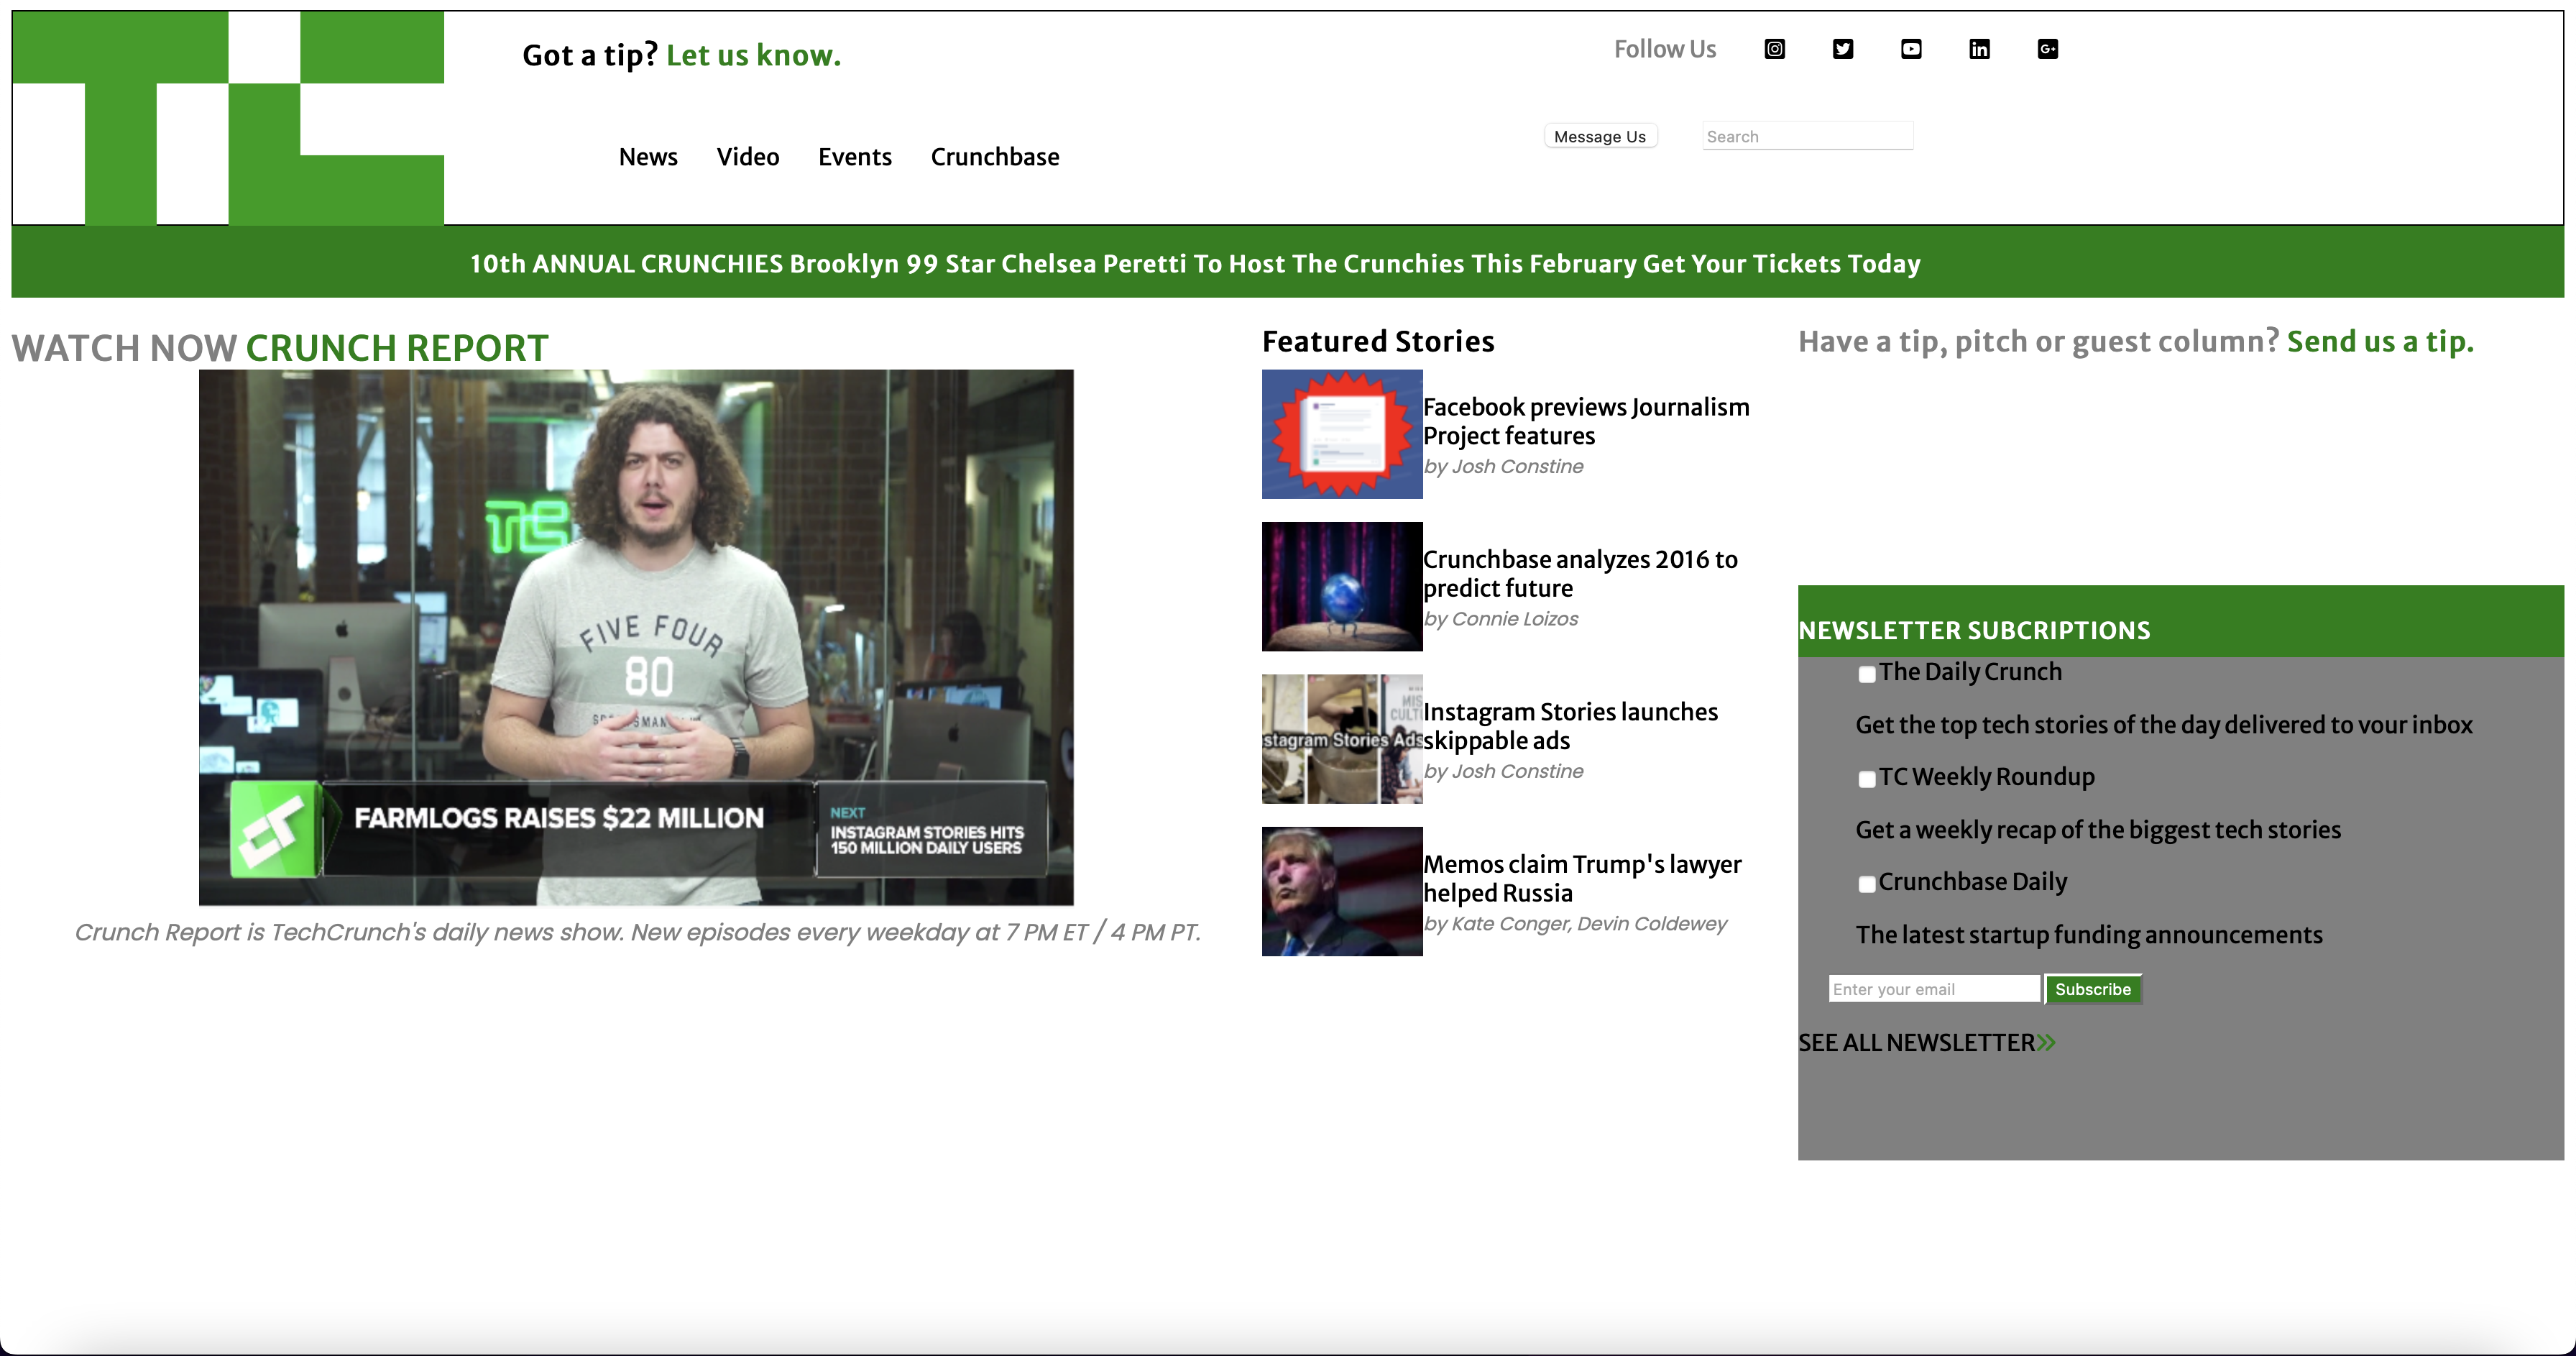 Got a tip? Let us know.
Follow Us
News Video Events Crunchbase
Message Us
Search
10th ANNUAL CRUNCHIES Brooklyn 99 Star Chelsea Peretti To Host The Crunchies This February Get Your Tickets Today
WATCH NOW CRUNCH REPORT
TC
FIVE FOUR
80
FARMLOGS RAISES $22 MILLION
NEXT
INSTAGRAM STORIES HITS
150 MILLION DAILY USERS
Crunch Report is TechCrunch's daily news show. New episodes every weekday at 7 PM ET / 4 PM PT.
Featured Stories
Facebook previews Journalism
Project features
by Josh Constine
Crunchbase analyzes 2016 to
predict future
by Connie Loizos
stagram Stories Ads
Instagram Stories launches
skippable ads
by Josh Constine
Memos claim Trump's lawyer
helped Russia
by Kate Conger, Devin Coldewey
Have a tip, pitch or guest column? Send us a tip.
NEWSLETTER SUBCRIPTIONS
The Daily Crunch
Get the top tech stories of the day delivered to your inbox
TC Weekly Roundup
Get a weekly recap of the biggest tech stories
Crunchbase Daily
The latest startup funding announcements
Enter your email
Subscribe
SEE ALL NEWSLETTER